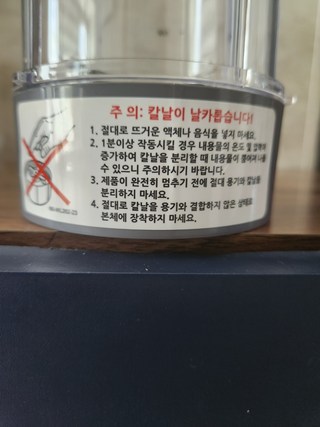 주 의: 칼날이 날카롭습니다!
1. 절대로 뜨거운 액체나 음식을 넣지 마세요.
2. 1분이상 작동시킬 경우 내용물의 온도 및 압력이
증가하여 칼날을 분리할 때 내용물이 뿜어져 나올
수 있으니 주의하시기 바랍니다.
3. 제품이 완전히 멈추기 전에 절대 용기와 칼날을
분리하지 마세요.
4. 절대로 칼날을 용기와 결합하지 않은 상태로
본체에 장착하지 마세요.